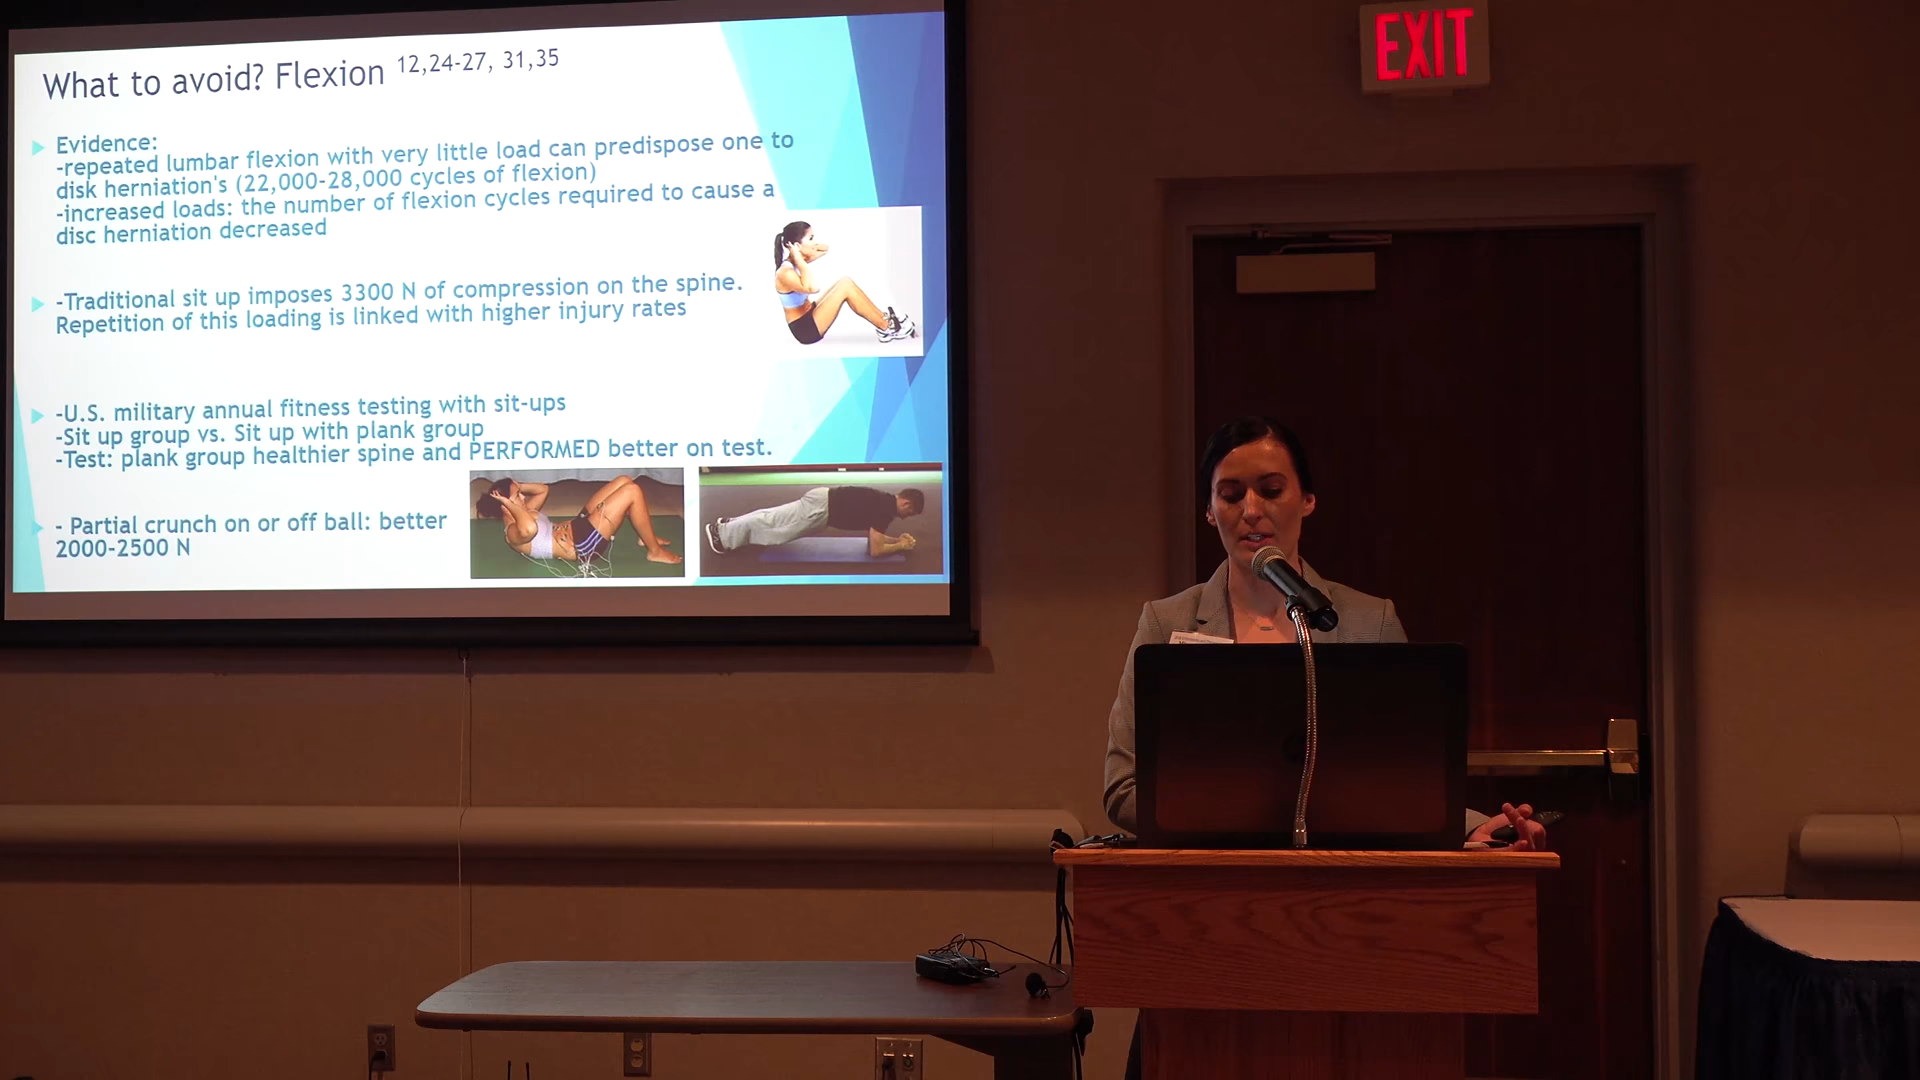 What to avoid? Flexion 12,24-27, 31,35
Evidence:
-repeated lumbar flexion with very little load can predispose one to
disk herniation's (22,000-28,000 cycles of flexion)
-increased loads: the number of flexion cycles required to cause a
disc herniation decreased
-Traditional sit up imposes 3300 N of compression on the spine.
Repetition of this loading is linked with higher injury rates
-U.S. military annual fitness testing with sit-ups
-Sit up group vs. Sit up with plank group
-Test: plank group healthier spine and PERFORMED better on test.
- Partial crunch on or off ball: better
2000-2500 N
EXIT